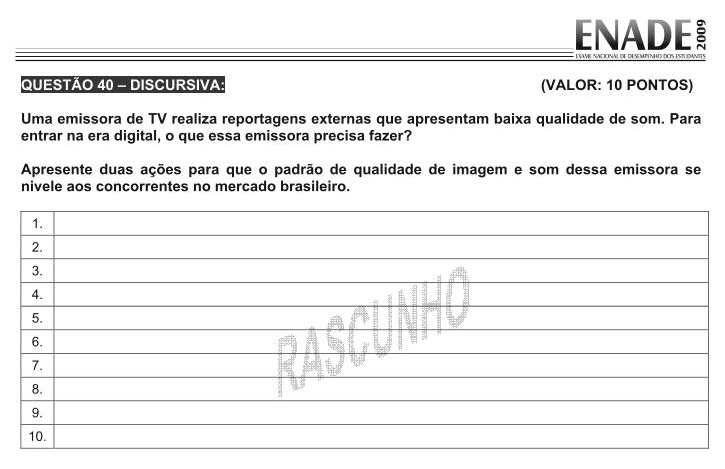 ENADE 2009
EXAME NACIONAL DE DESEMPENHO DOS ESTUDANTES
QUESTÃO 40 – DISCURSIVA: (VALOR: 10 PONTOS)
Uma emissora de TV realiza reportagens externas que apresentam baixa qualidade de som. Para
entrar na era digital, o que essa emissora precisa fazer?
Apresente duas ações para que o padrão de qualidade de imagem e som dessa emissora se
nivele aos concorrentes no mercado brasileiro.
1.
2.
3.
4.
5.
6.
7.
8.
9.
10.
RASCUNHO